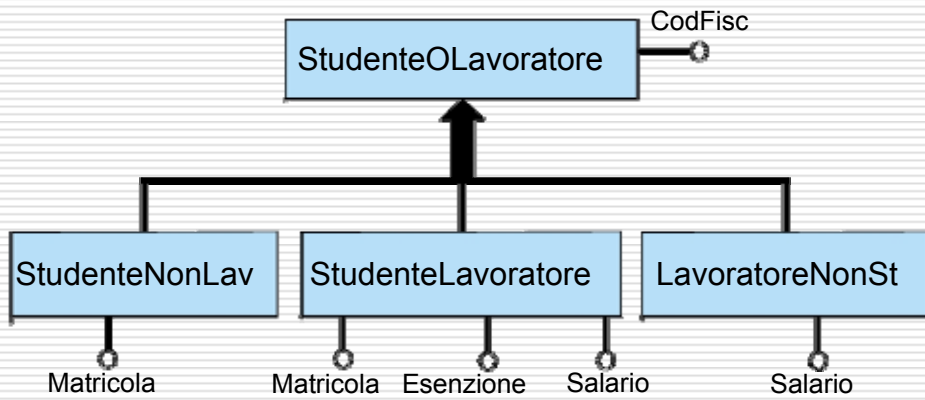 CodFisc
StudenteOLavoratore
StudenteNonLav
StudenteLavoratore
LavoratoreNonSt
Matricola
Matricola
Esenzione
Salario
Salario